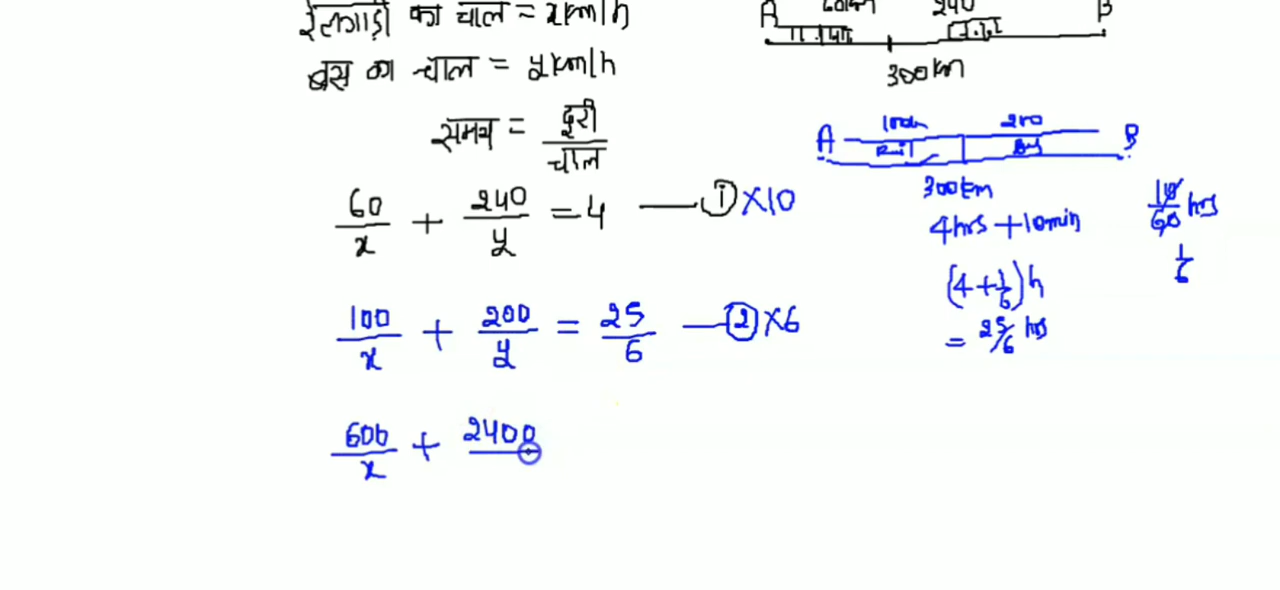 रेलगाड़ी का चाल = x km/h
बस का चाल = y km/h
समय = दूरी / चाल
60/x + 240/y = 4 — ① ×10
100/x + 200/y = 25/6 — ② ×6
600/x + 2400
A 60km 240 B
300 km
A 100km 200 B
300 km
4 hrs + 10 min
(4 + 1/6) h
= 25/6 hrs
10/60 hrs
1/6